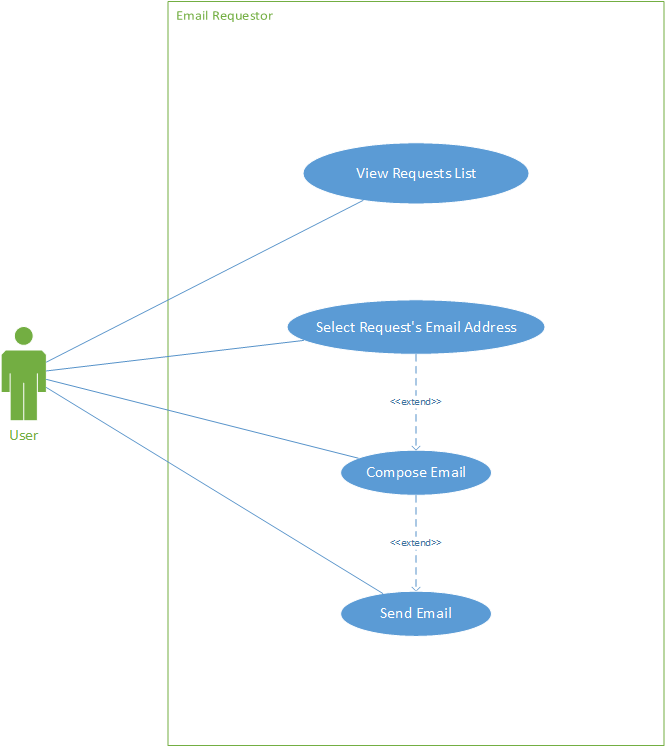 Email Requestor
View Requests List
Select Request's Email Address
<<extend>>
User
Compose Email
<<extend>>
Send Email